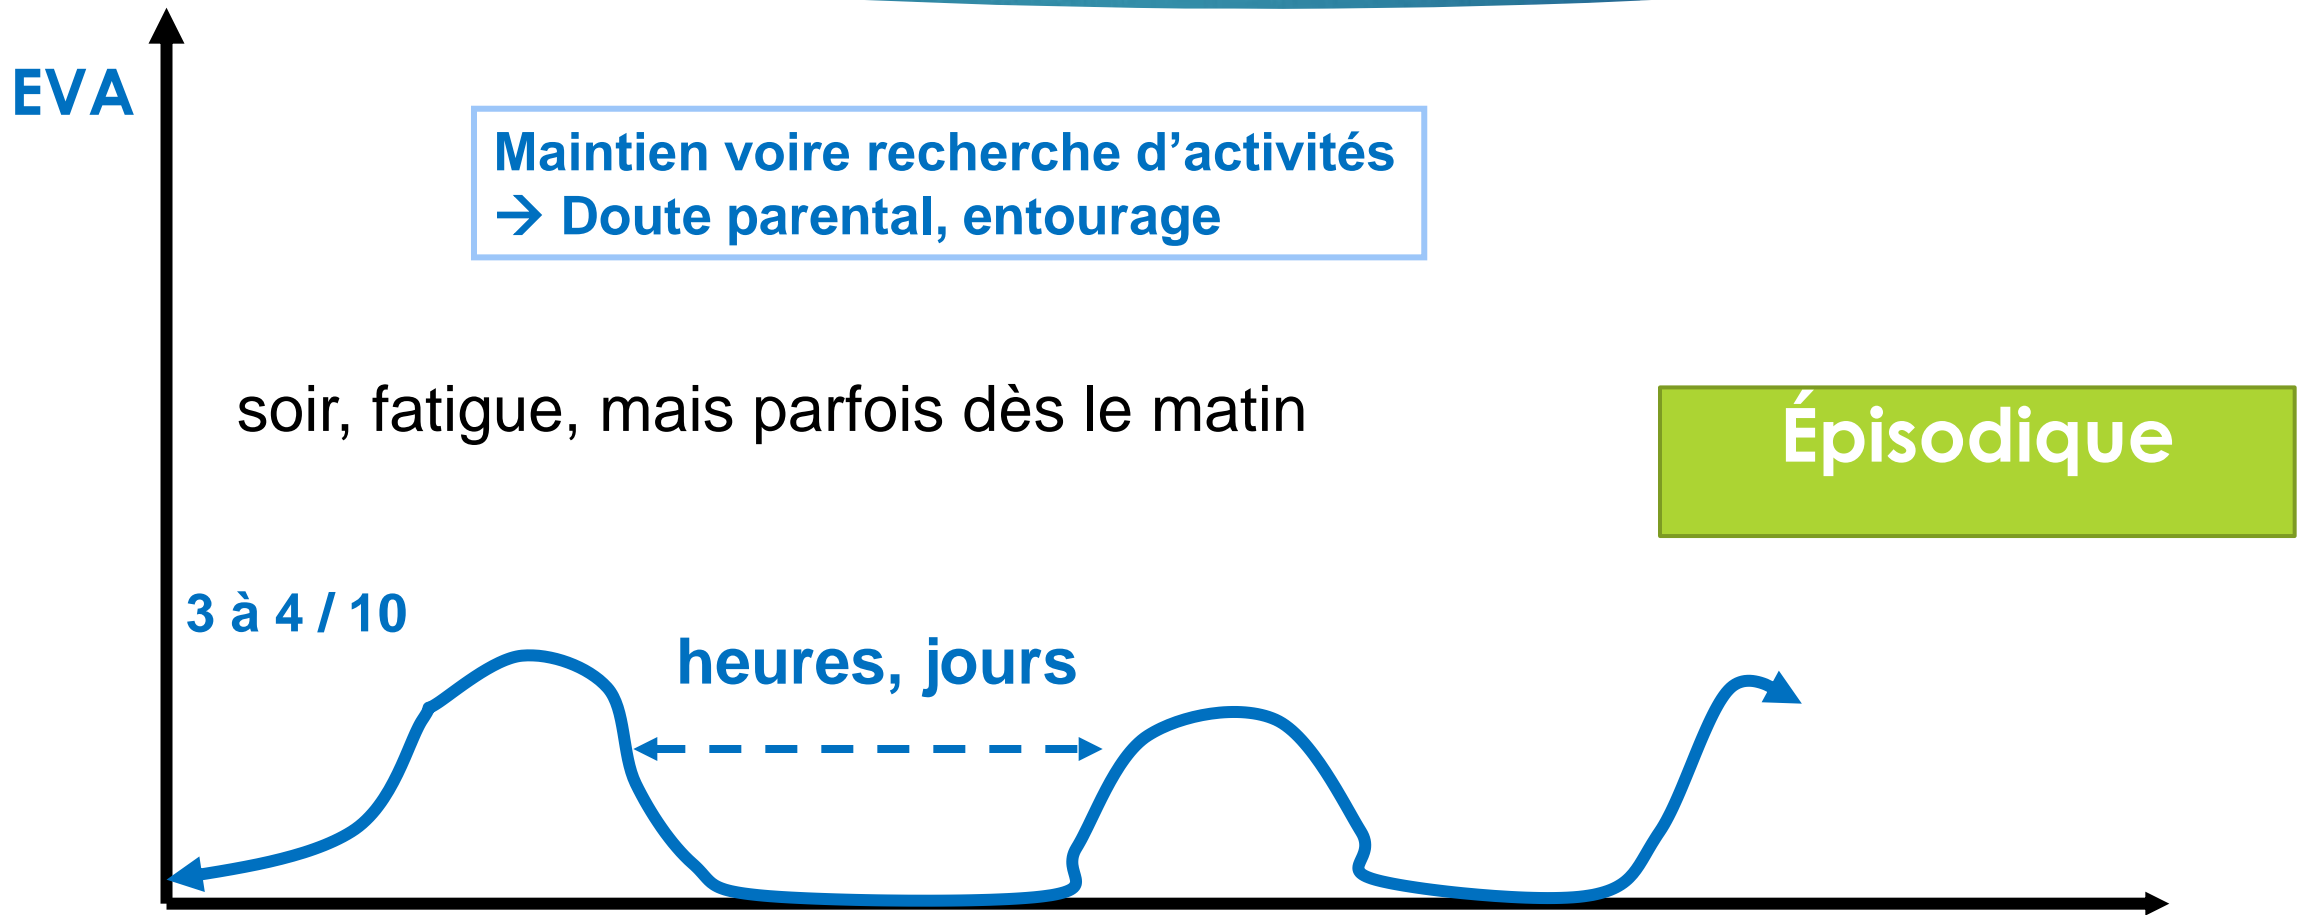 EVA
Maintien voire recherche d’activités
→ Doute parental, entourage
soir, fatigue, mais parfois dès le matin
Épisodique
3 à 4 / 10
heures, jours